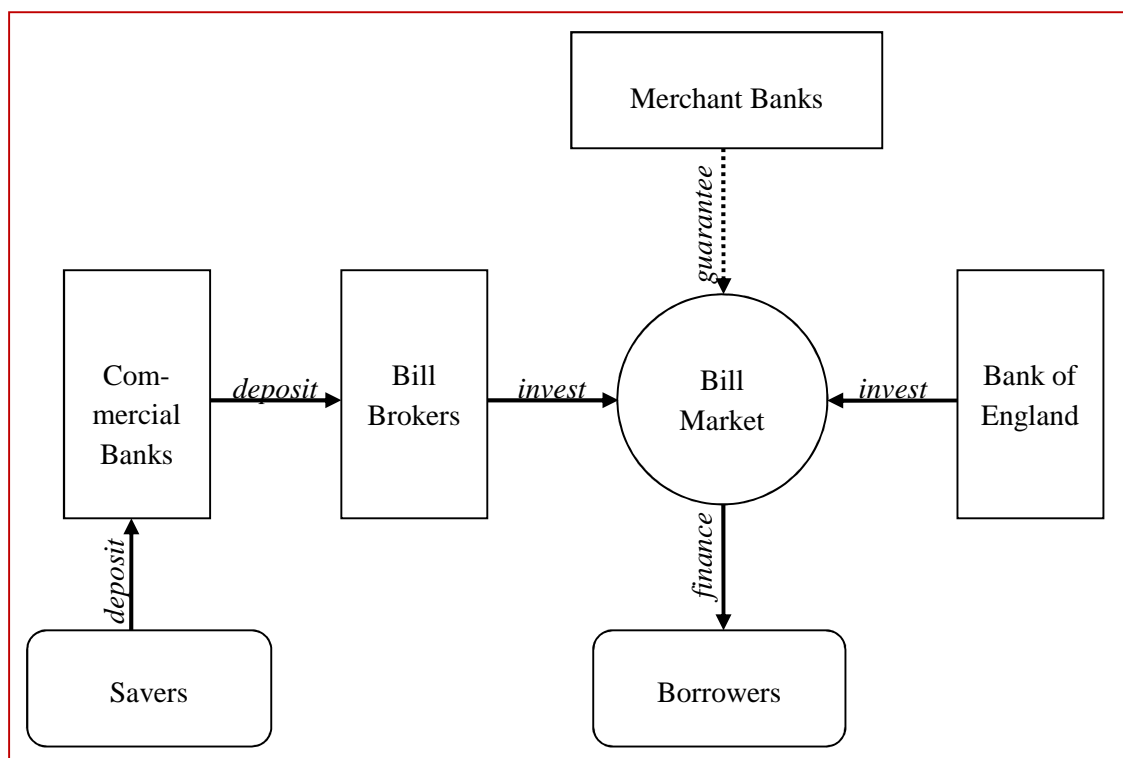 Merchant Banks
guarantee
Com-
mercial
Banks
deposit
Bill
Brokers
invest
Bill
Market
invest
Bank of
England
deposit
finance
Savers
Borrowers